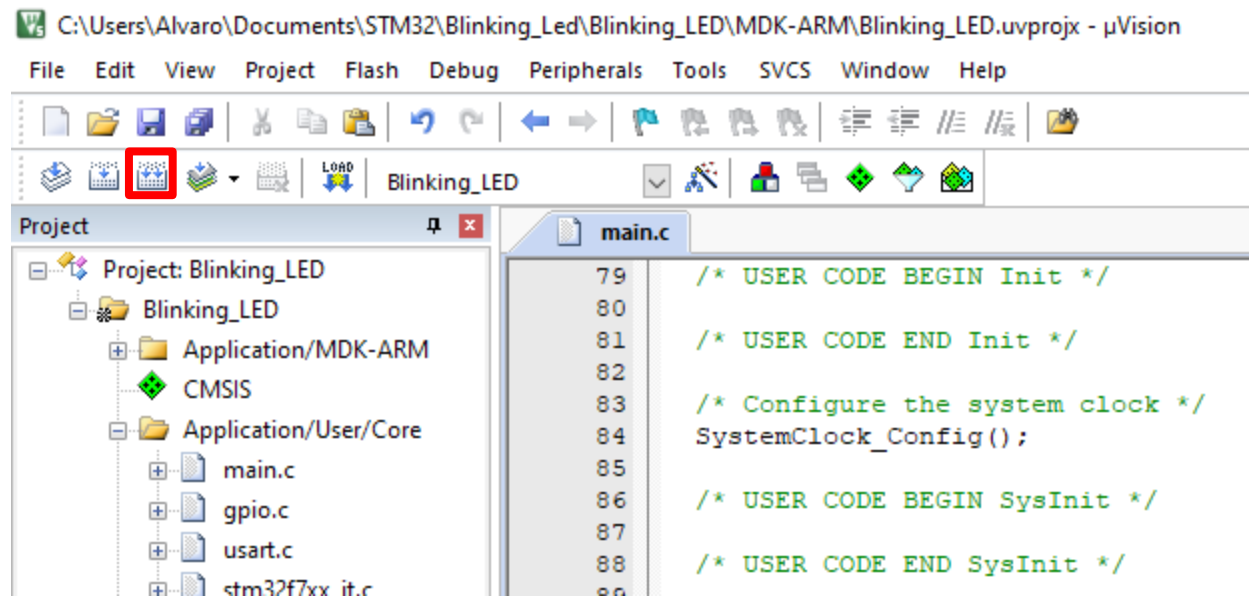 C:\Users\Alvaro\Documents\STM32\Blinking_Led\Blinking_LED\MDK-ARM\Blinking_LED.uvprojx - µVision
File Edit View Project Flash Debug Peripherals Tools SVCS Window Help
LOAD Blinking_LED
Project
main.c
Project: Blinking_LED
Blinking_LED
Application/MDK-ARM
CMSIS
Application/User/Core
main.c
gpio.c
usart.c
stm32f7xx_it.c
79 /* USER CODE BEGIN Init */
80
81 /* USER CODE END Init */
82
83 /* Configure the system clock */
84 SystemClock_Config();
85
86 /* USER CODE BEGIN SysInit */
87
88 /* USER CODE END SysInit */
89